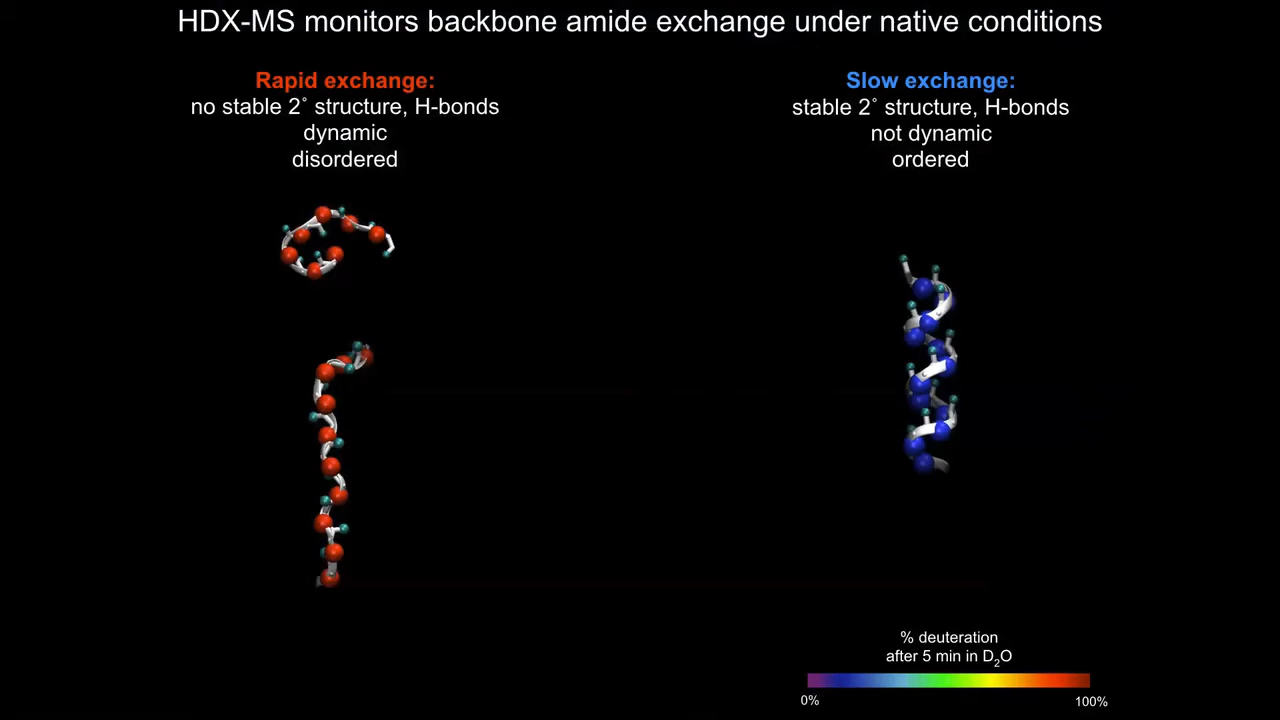 HDX-MS monitors backbone amide exchange under native conditions
Rapid exchange:
no stable 2˚ structure, H-bonds
dynamic
disordered
Slow exchange:
stable 2˚ structure, H-bonds
not dynamic
ordered
% deuteration
after 5 min in D₂O
0%
100%